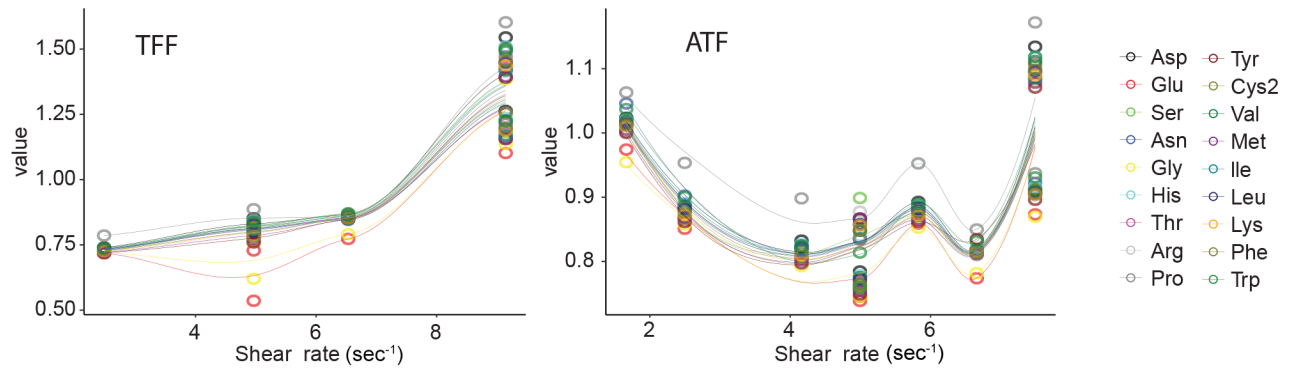 TFF
1.50
1.25
1.00
0.75
0.50
value
4 6 8
Shear rate (sec⁻¹)
ATF
1.1
1.0
0.9
0.8
value
2 4 6
Shear rate (sec⁻¹)
Asp
Glu
Ser
Asn
Gly
His
Thr
Arg
Pro
Tyr
Cys2
Val
Met
Ile
Leu
Lys
Phe
Trp